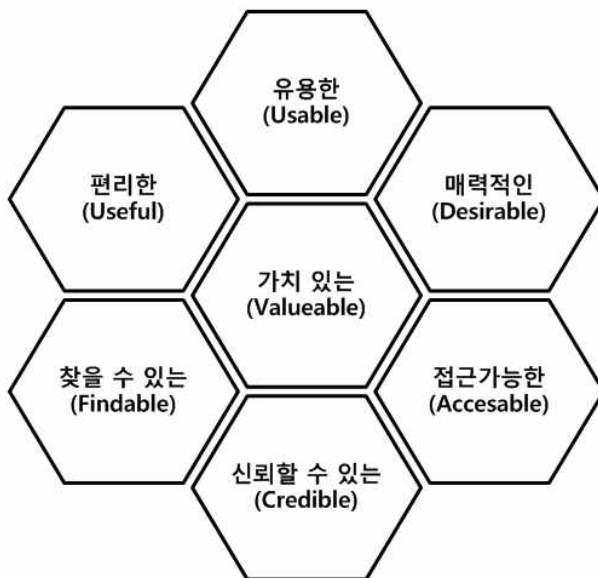 유용한
(Usable)
편리한
(Useful)
매력적인
(Desirable)
가치 있는
(Valueable)
찾을 수 있는
(Findable)
접근가능한
(Accesable)
신뢰할 수 있는
(Credible)